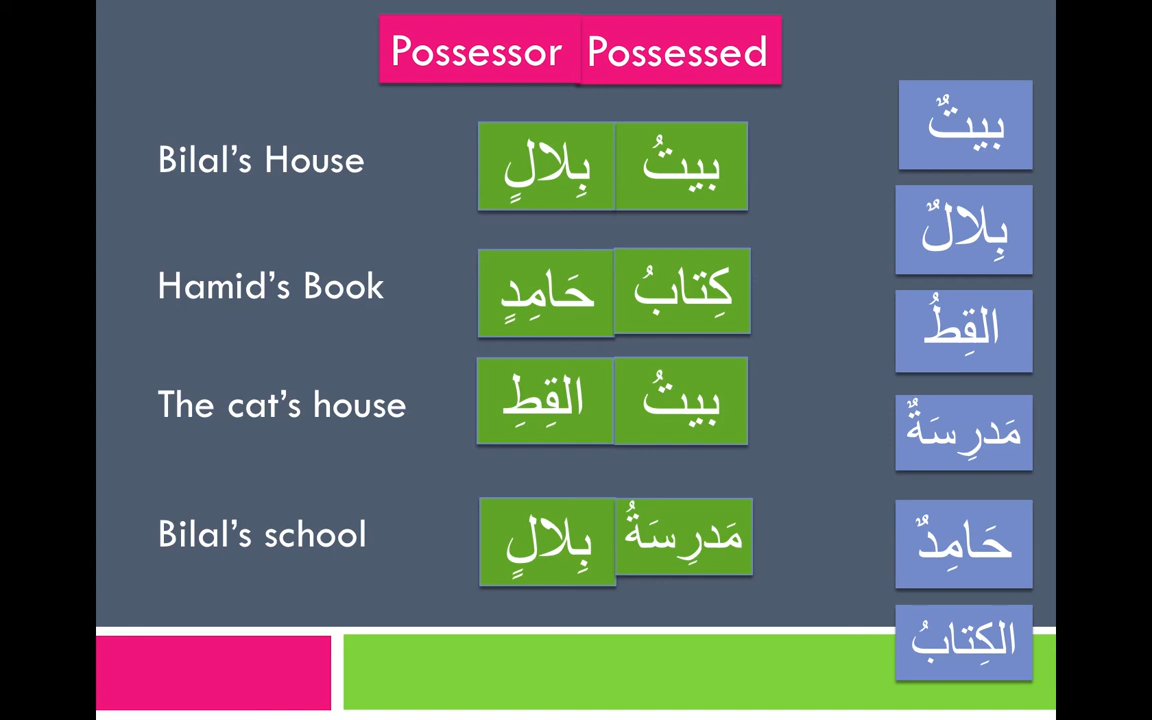 Possessor Possessed
Bilal's House
بيتُ بِلالٍ
Hamid's Book
كِتابُ حَامِدٍ
The cat's house
بيتُ القِطِ
Bilal's school
مَدرِسَةُ بِلالٍ
بيتٌ
بِلالٌ
القِطُ
مَدرِسَةٌ
حَامِدٌ
الكِتابُ